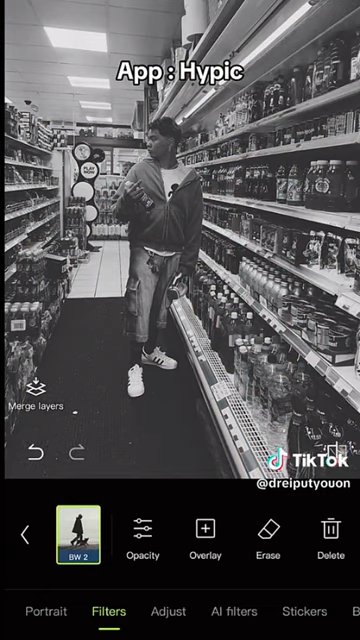 App : Hypic
Merge layers
TikTok
@dreiputyouon
BW 2
Opacity
Overlay
Erase
Delete
Portrait
Filters
Adjust
AI filters
Stickers